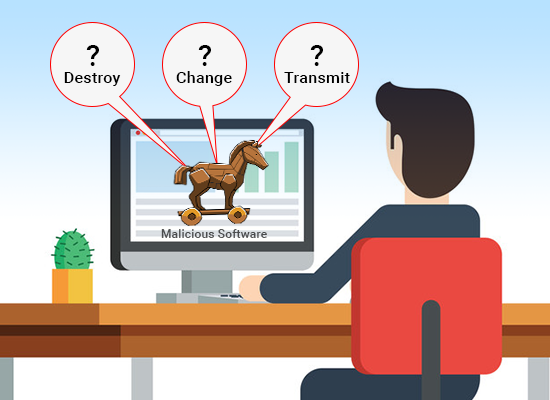 ?
Destroy
?
Change
?
Transmit
Malicious Software